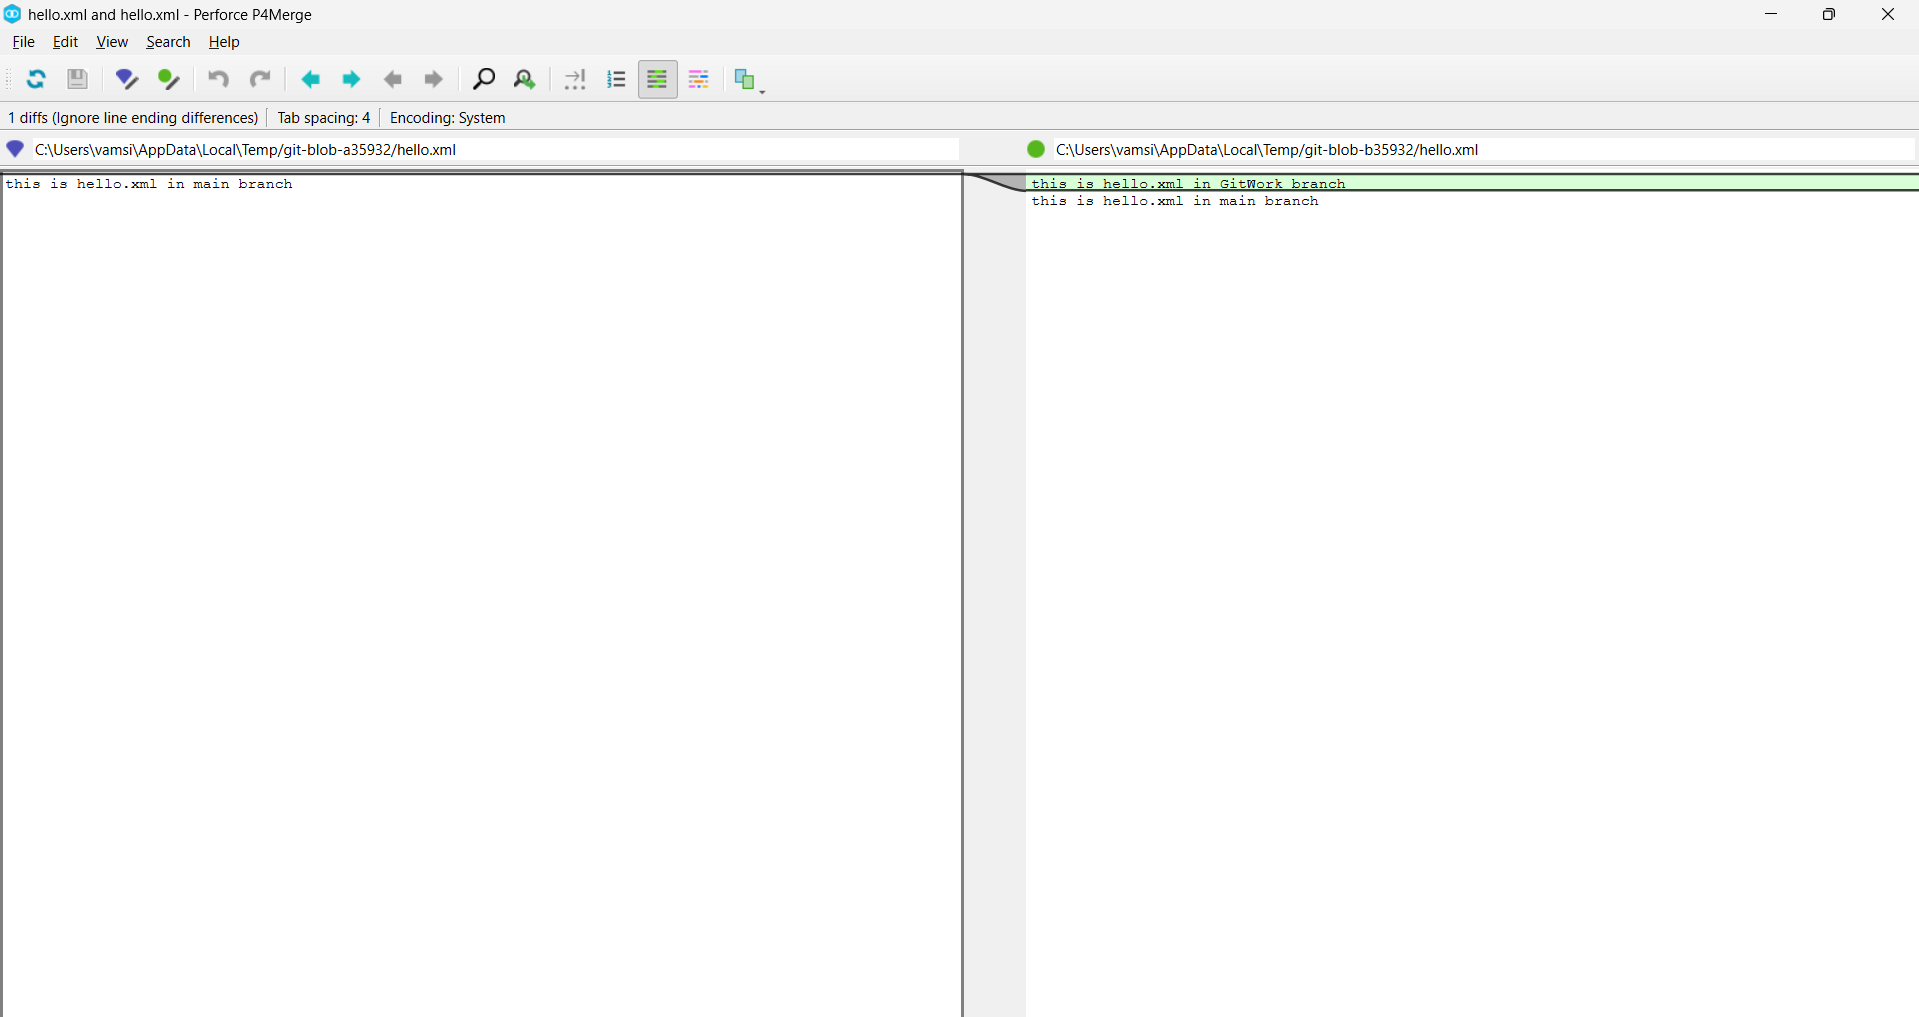 hello.xml and hello.xml - Perforce P4Merge
File Edit View Search Help
1 diffs (Ignore line ending differences) Tab spacing: 4 Encoding: System
C:\Users\vamsi\AppData\Local\Temp/git-blob-a35932/hello.xml
C:\Users\vamsi\AppData\Local\Temp/git-blob-b35932/hello.xml
this is hello.xml in main branch
this is hello.xml in GitWork branch
this is hello.xml in main branch